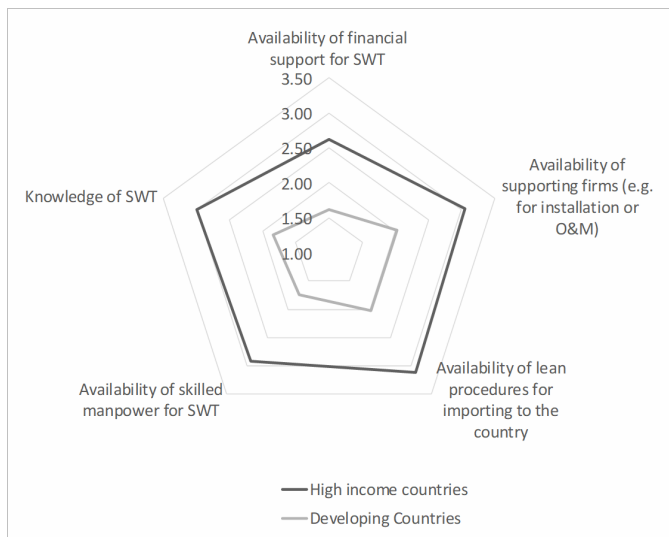 Availability of financial
support for SWT
3.50
3.00
2.50
2.00
1.50
1.00
Availability of
supporting firms (e.g.
for installation or
O&M)
Knowledge of SWT
Availability of lean
procedures for
importing to the
country
Availability of skilled
manpower for SWT
High income countries
Developing Countries